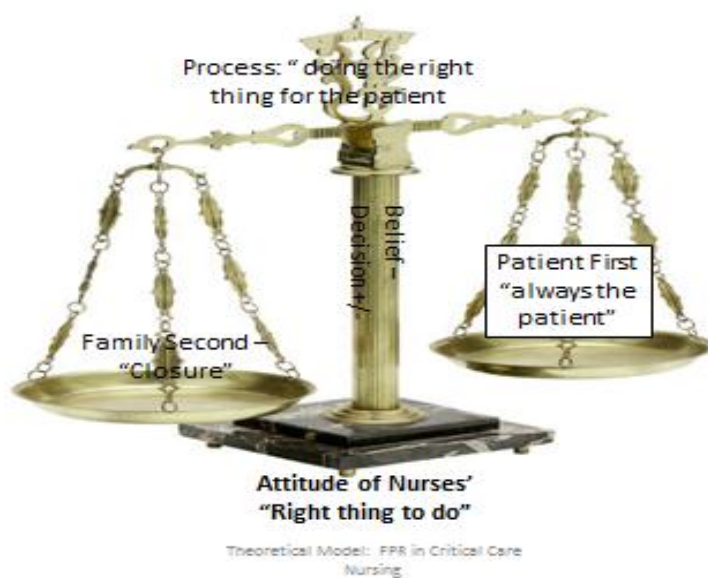 Process: “ doing the right
thing for the patient
Belief –
Decision +/-
Patient First
“always the
patient”
Family Second –
“Closure”
Attitude of Nurses’
“Right thing to do”
Theoretical Model: FPR in Critical Care
Nursing